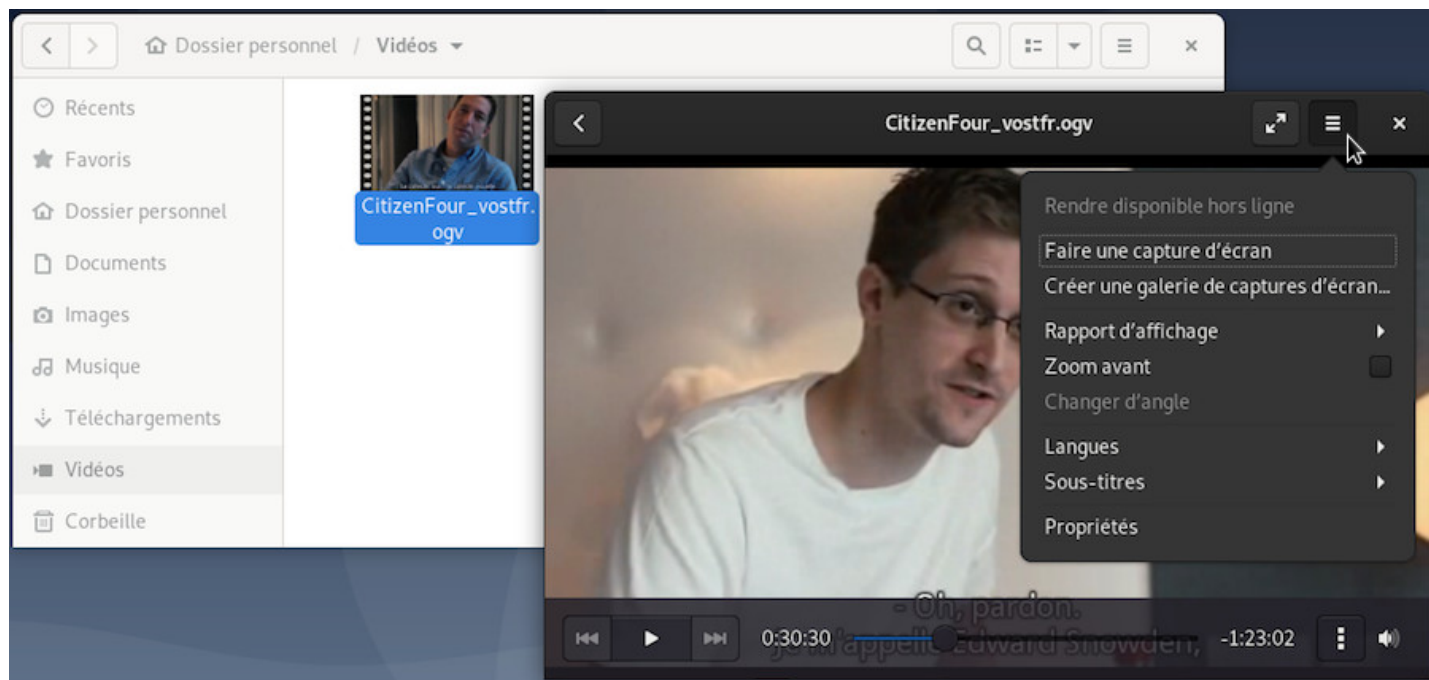 Dossier personnel / Vidéos
Récents
Favoris
Dossier personnel
Documents
Images
Musique
Téléchargements
Vidéos
Corbeille
CitizenFour_vostfr.
ogv
CitizenFour_vostfr.ogv
Rendre disponible hors ligne
Faire une capture d’écran
Créer une galerie de captures d’écran…
Rapport d’affichage
Zoom avant
Changer d’angle
Langues
Sous-titres
Propriétés
- Oh, pardon.
je m'appelle Edward Snowden,
0:30:30
-1:23:02